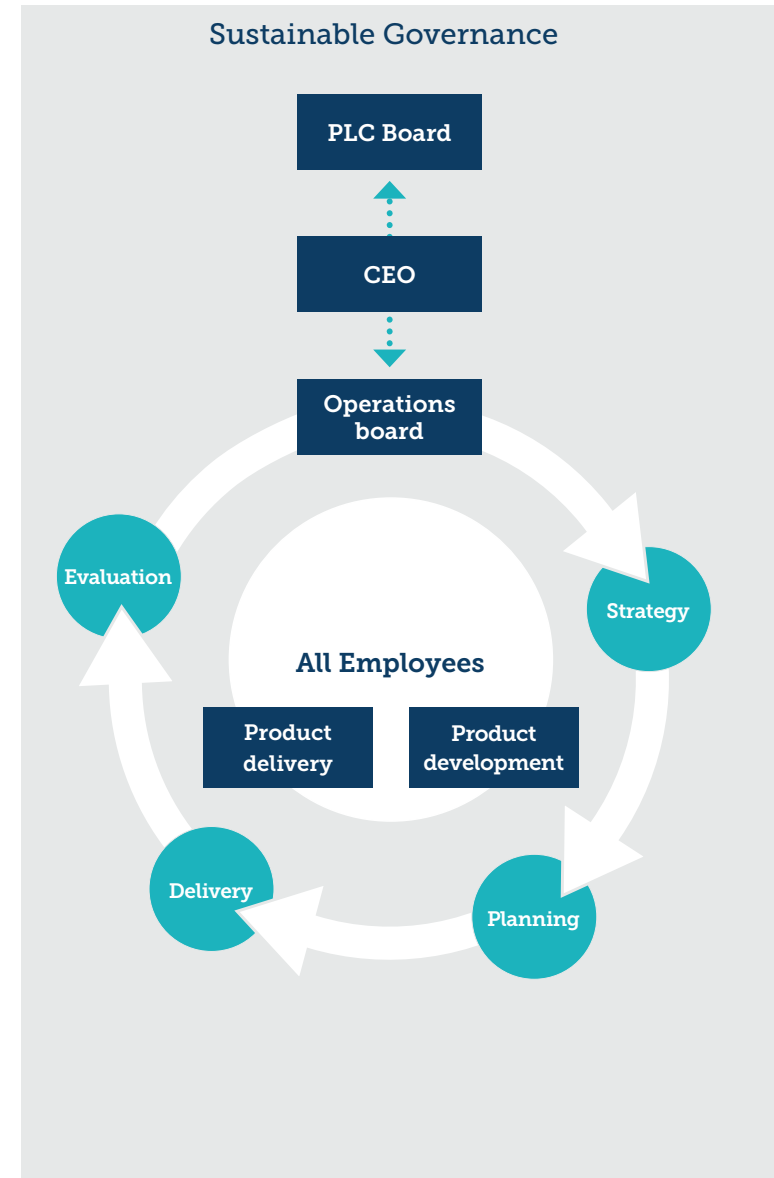 Sustainable Governance
PLC Board
CEO
Operations
board
Evaluation
Strategy
All Employees
Product
delivery
Product
development
Delivery
Planning